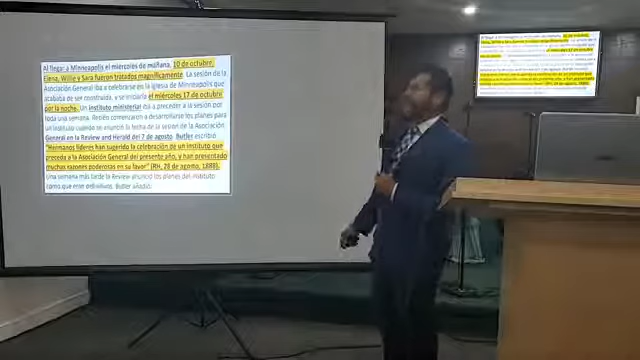 Al llegar a Minneapolis el miércoles de mañana, 10 de octubre,
Elena, Willie y Sara fueron tratados magníficamente. La sesión de la
Asociación General iba a celebrarse en la iglesia de Minneapolis que
acababa de ser construida, y se iniciaría el miércoles 17 de octubre
por la noche. Un instituto ministerial iba a preceder a la sesión por
toda una semana. Recién comenzaron a desarrollarse los planes para
un instituto cuando se anunció la fecha de la sesión de la Asociación
General en la Review and Herald del 7 de agosto. Butler escribió:
"Hermanos líderes han sugerido la celebración de un instituto que
preceda a la Asociación General del presente año, y han presentado
muchas razones poderosas en su favor" (RH, 28 de agosto, 1888).
Una semana más tarde la Review anunció los planes del instituto
como que eran definitivos. Butler añadió: